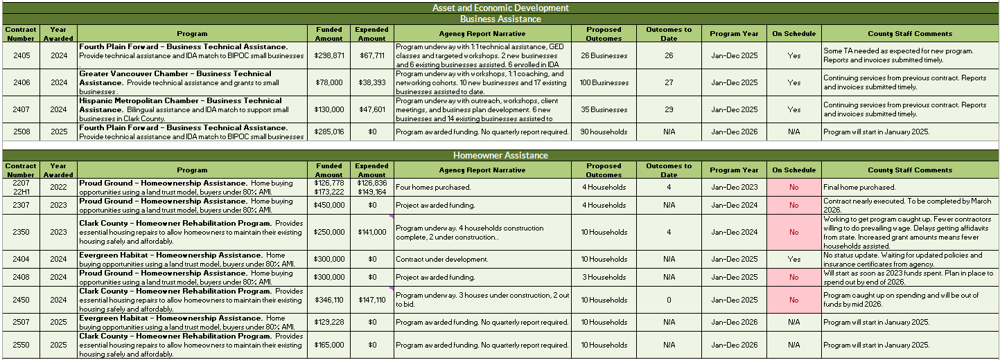 Asset and Economic Development
Business Assistance
Contract Number | Year Awarded | Program | Funded Amount | Expended Amount | Agency Report Narrative | Proposed Outcomes | Outcomes to Date | Program Year | On Schedule | County Staff Comments
2405 | 2024 | Fourth Plain Forward - Business Technical Assistance. Provide technical assistance and IDA match to BIPOC small businesses . | $298,871 | $67,711 | Program underway with 1:1 technical assistance, GED classes and targeted workshops. 2 new businesses and 6 existing businesses assisted. 6 enrolled in IDA | 26 Businesses | 26 | Jan-Dec 2025 | Yes | Some TA needed as expected for new program. Reports and invoices submitted timely.
2406 | 2024 | Greater Vancouver Chamber - Business Technical Assistance. Provide technical assistance and grants to small businesses . | $78,000 | $38,393 | Program underway with workshops, 1:1 coaching, and networking cohorts. 10 new businesses and 17 existing businesses assisted to date. | 100 Businesses | 27 | Jan-Dec 2025 | Yes | Continuing services from previous contract. Reports and invoices submitted timely.
2407 | 2024 | Hispanic Metropolitan Chamber - Business Technical Assistance. Bilingual assistance and IDA match to support small businesses in Clark County. | $130,000 | $47,601 | Program underway with outreach, workshops, client meetings, and business plan development. 6 new businesses and 14 existing businesses assisted to | 35 Businesses | 29 | Jan-Dec 2025 | Yes | Continuing services from previous contract. Reports and invoices submitted timely.
2508 | 2025 | Fourth Plain Forward - Business Technical Assistance. Provide technical assistance and IDA match to BIPOC small businesses | $285,016 | $0 | Program awarded funding. No quarterly report required. | 90 households | N/A | Jan-Dec 2026 | N/A | Program will start in January 2025.
Homeowner Assistance
Contract Number | Year Awarded | Program | Funded Amount | Expended Amount | Agency Report Narrative | Proposed Outcomes | Outcomes to Date | Program Year | On Schedule | County Staff Comments
2207 22H1 | 2022 | Proud Ground - Homeownership Assistance. Home buying opportunities using a land trust model, buyers under 80% AMI. | $126,778 $173,222 | $126,836 $149,164 | Four homes purchased. | 4 Households | 4 | Jan-Dec 2023 | No | Final home purchased.
2307 | 2023 | Proud Ground - Homeownership Assistance. Home buying opportunities using a land trust model, buyers under 80% AMI. | $450,000 | $0 | Project awarded funding. | 4 Households | N/A | Jan-Dec 2024 | No | Contract nearly executed. To be completed by March 2026.
2350 | 2023 | Clark County - Homeowner Rehabilitation Program. Provides essential housing repairs to allow homeowners to maintain their existing housing safely and affordably. | $250,000 | $141,000 | Program underway. 4 households construction complete, 2 under construction.. | 10 Households | 4 | Jan-Dec 2024 | No | Working to get program caught up. Fewer contractors willing to do prevailing wage. Delays getting affidavits from state. Increased grant amounts means fewer households assisted.
2404 | 2024 | Evergreen Habitat - Homeownership Assistance. Home buying opportunities using a land trust model, buyers under 80% AMI. | $300,000 | $0 | Contract under development. | 10 Households | N/A | Jan-Dec 2025 | Yes | No status update. Waiting for updated policies and insurance certificates from agency.
2408 | 2024 | Proud Ground - Homeownership Assistance. Home buying opportunities using a land trust model, buyers under 80% AMI. | $300,000 | $0 | Project awarded funding. | 3 Households | N/A | Jan-Dec 2025 | No | Will start as soon as 2023 funds spent. Plan in place to spend out by end of 2026.
2450 | 2024 | Clark County - Homeowner Rehabilitation Program. Provides essential housing repairs to allow homeowners to maintain their existing housing safely and affordably. | $346,110 | $147,110 | Program underway. 3 houses under construction, 2 out to bid. | 10 Households | 0 | Jan-Dec 2025 | No | Program caught up on spending and will be out of funds by mid 2026.
2507 | 2025 | Evergreen Habitat - Homeownership Assistance. Home buying opportunities using a land trust model, buyers under 80% AMI. | $129,228 | $0 | Program awarded funding. No quarterly report required. | 10 Households | N/A | Jan-Dec 2026 | N/A | Program will start in January 2025.
2550 | 2025 | Clark County - Homeowner Rehabilitation Program. Provides essential housing repairs to allow homeowners to maintain their existing housing safely and affordably. | $165,000 | $0 | Program awarded funding. No quarterly report required. | 10 Households | N/A | Jan-Dec 2026 | N/A | Program will start in January 2025.